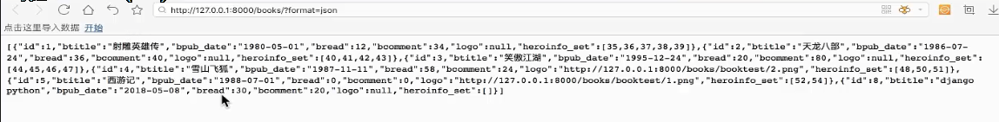 http://127.0.0.1:8000/books/?format=json
点击这里导入数据 开始
[{"id":1,"btitle":"射雕英雄传","bpub_date":"1980-05-01","bread":12,"bcomment":34,"logo":null,"heroinfo_set":[35,36,37,38,39]},{"id":2,"btitle":"天龙八部","bpub_date":"1986-07-
24","bread":36,"bcomment":40,"logo":null,"heroinfo_set":[40,41,42,43]},{"id":3,"btitle":"笑傲江湖","bpub_date":"1995-12-24","bread":20,"bcomment":80,"logo":null,"heroinfo_set":
[44,45,46,47]},{"id":4,"btitle":"雪山飞狐","bpub_date":"1987-11-11","bread":58,"bcomment":24,"logo":"http://127.0.0.1:8000/books/booktest/2.png","heroinfo_set":[48,50,51]},
{"id":5,"btitle":"西游记","bpub_date":"1988-07-01","bread":0,"bcomment":0,"logo":"http://127.0.0.1:8000/books/booktest/1.png","heroinfo_set":[52,54]},{"id":8,"btitle":"django
python","bpub_date":"2018-05-08","bread":30,"bcomment":20,"logo":null,"heroinfo_set":[]}]